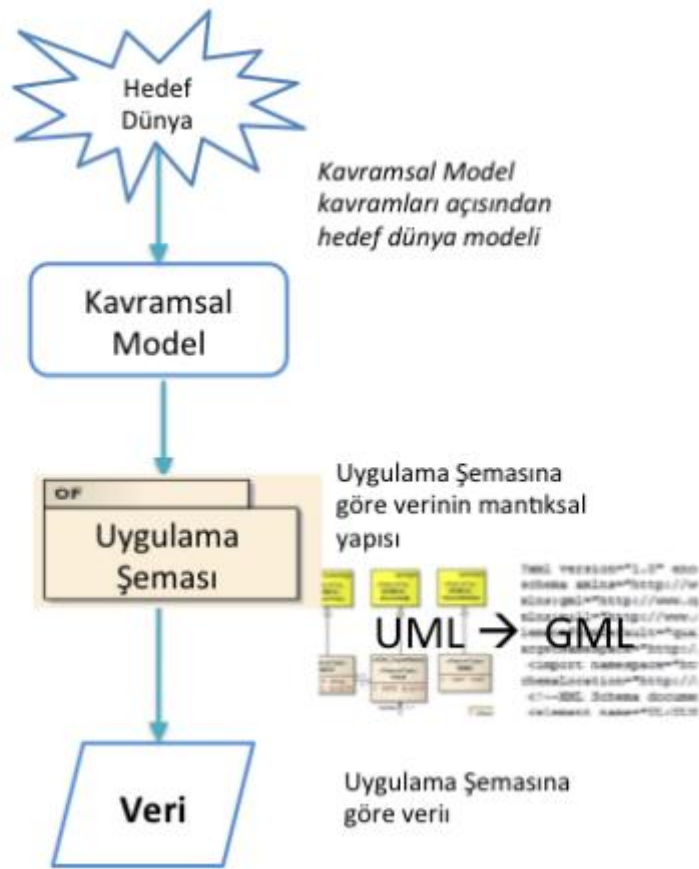 Hedef
Dünya
Kavramsal Model
kavramları açısından
hedef dünya modeli
Kavramsal
Model
Uygulama Şemasına
göre verinin mantıksal
yapısı
OF
Uygulama
Şeması
UML → GML
Veri
Uygulama Şemasına
göre verii